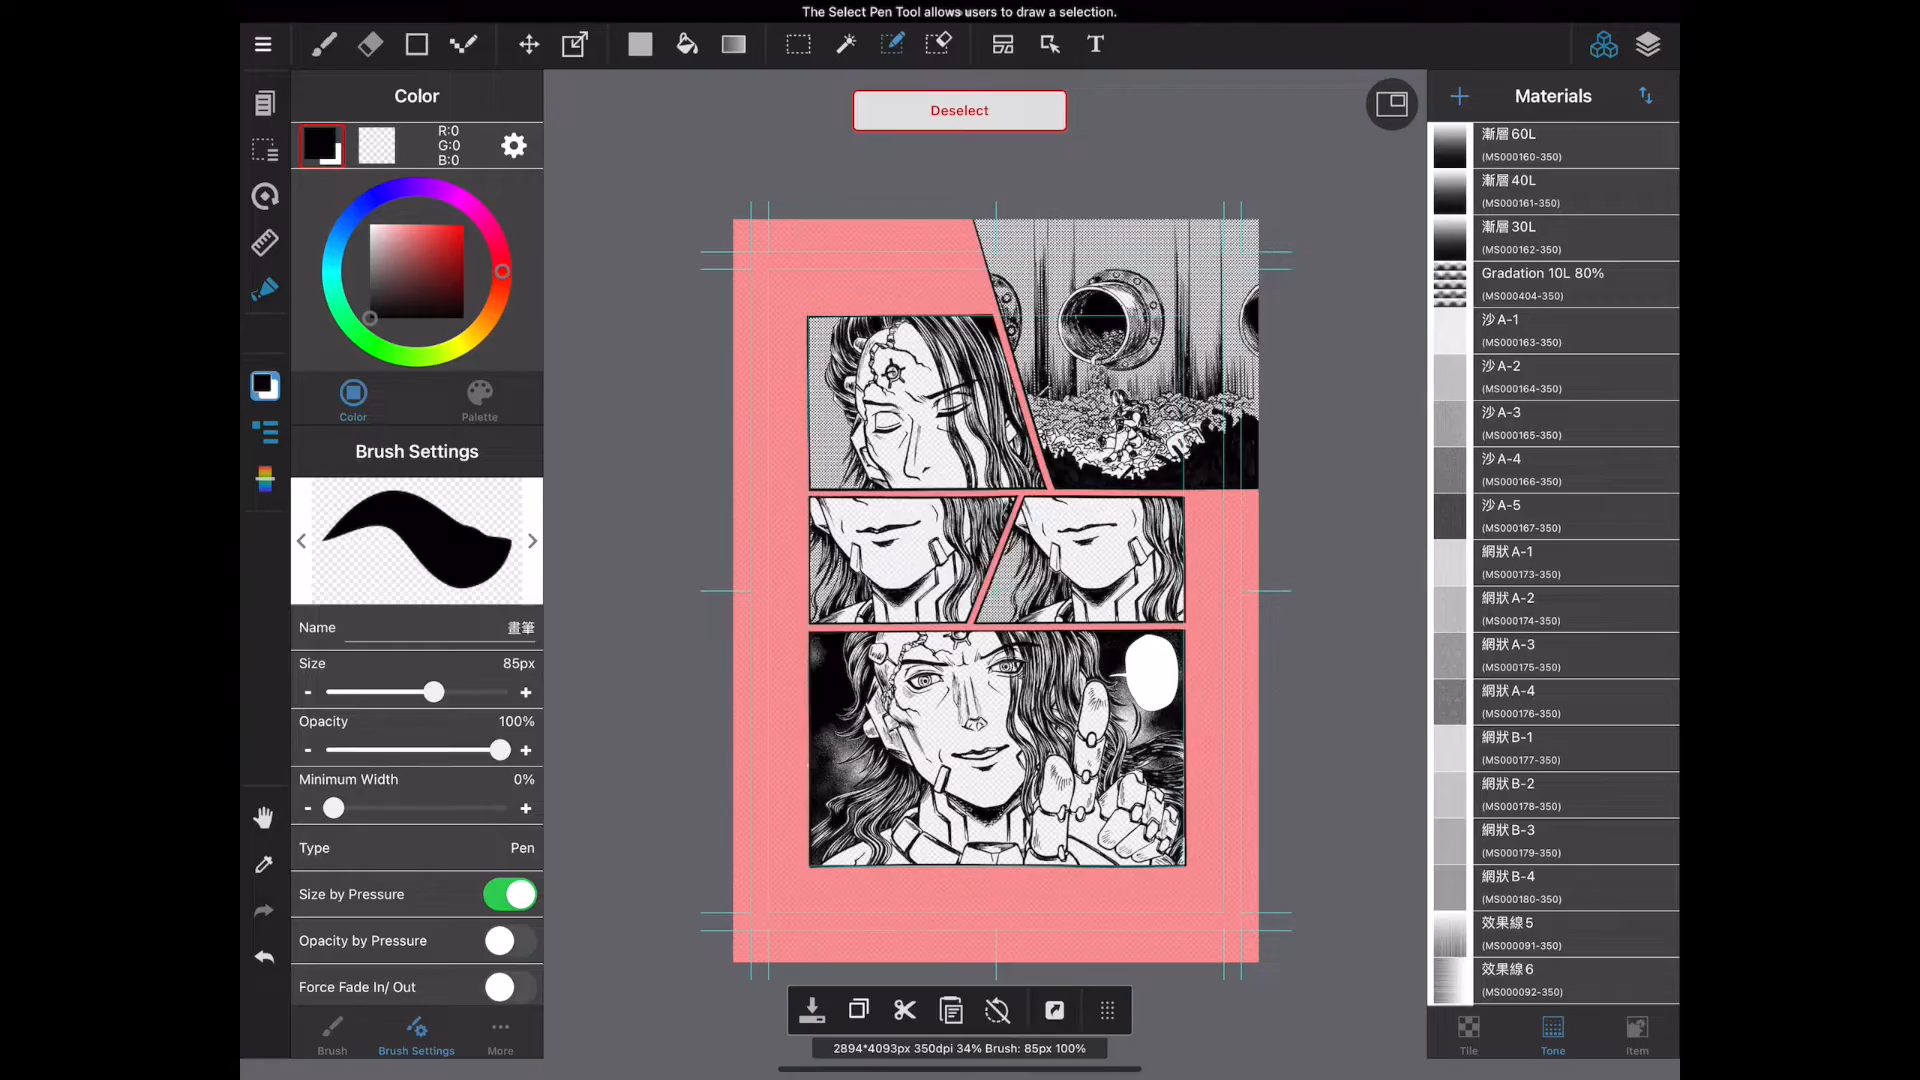 The Select Pen Tool allows users to draw a selection.
T
Color
R:0
G:0
B:0
Color
Palette
Brush Settings
Name
畫筆
Size
85px
-
+
Opacity
100%
-
+
Minimum Width
0%
-
+
Type
Pen
Size by Pressure
Opacity by Pressure
Force Fade In/ Out
Brush
Brush Settings
More
Deselect
2894*4093px 350dpi 34% Brush: 85px 100%
Materials
漸層 60L
(MS000160-350)
漸層 40L
(MS000161-350)
漸層 30L
(MS000162-350)
Gradation 10L 80%
(MS000404-350)
沙 A-1
(MS000163-350)
沙 A-2
(MS000164-350)
沙 A-3
(MS000165-350)
沙 A-4
(MS000166-350)
沙 A-5
(MS000167-350)
網狀 A-1
(MS000173-350)
網狀 A-2
(MS000174-350)
網狀 A-3
(MS000175-350)
網狀 A-4
(MS000176-350)
網狀 B-1
(MS000177-350)
網狀 B-2
(MS000178-350)
網狀 B-3
(MS000179-350)
網狀 B-4
(MS000180-350)
效果線 5
(MS000091-350)
效果線 6
(MS000092-350)
Tile
Tone
Item